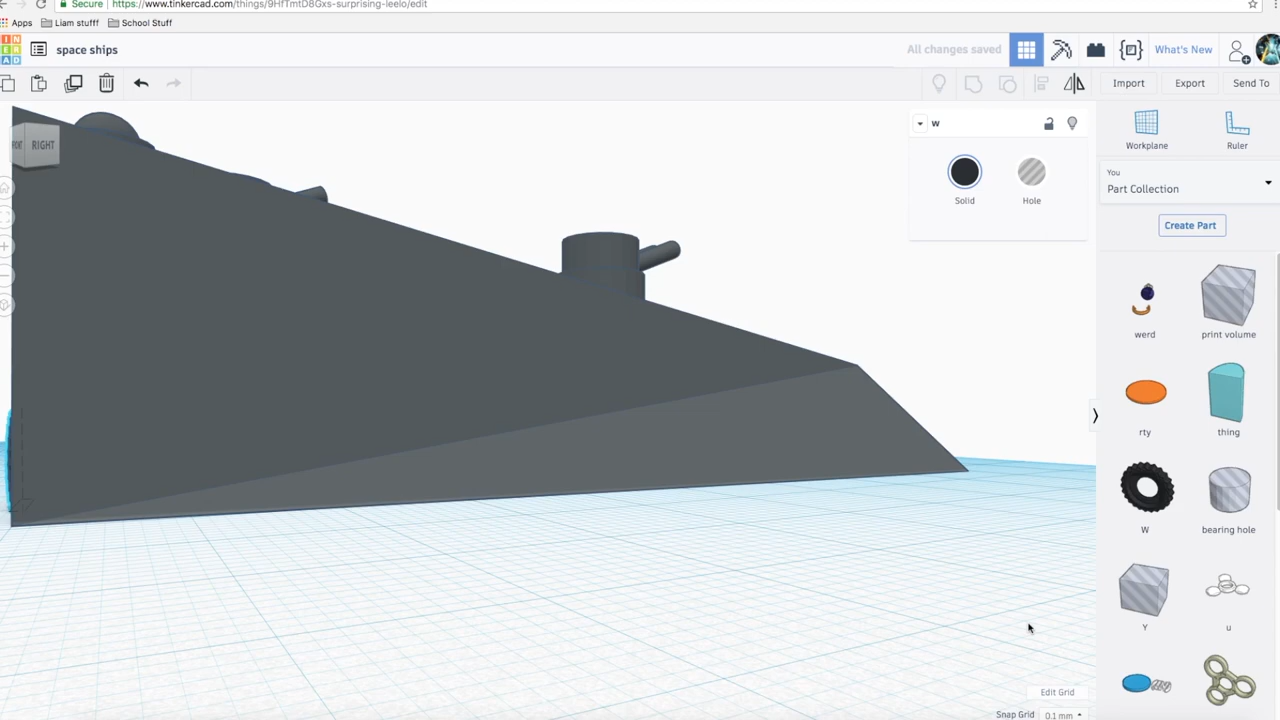 Secure https://www.tinkercad.com/things/9HfTmtD8Gxs-surprising-leelo/edit
Apps Liam stufff School Stuff
space ships
All changes saved
What's New
Import Export Send To
RIGHT
w
Solid Hole
Workplane Ruler
You
Part Collection
Create Part
werd print volume
rty thing
W bearing hole
Y u
Edit Grid
Snap Grid 0.1 mm